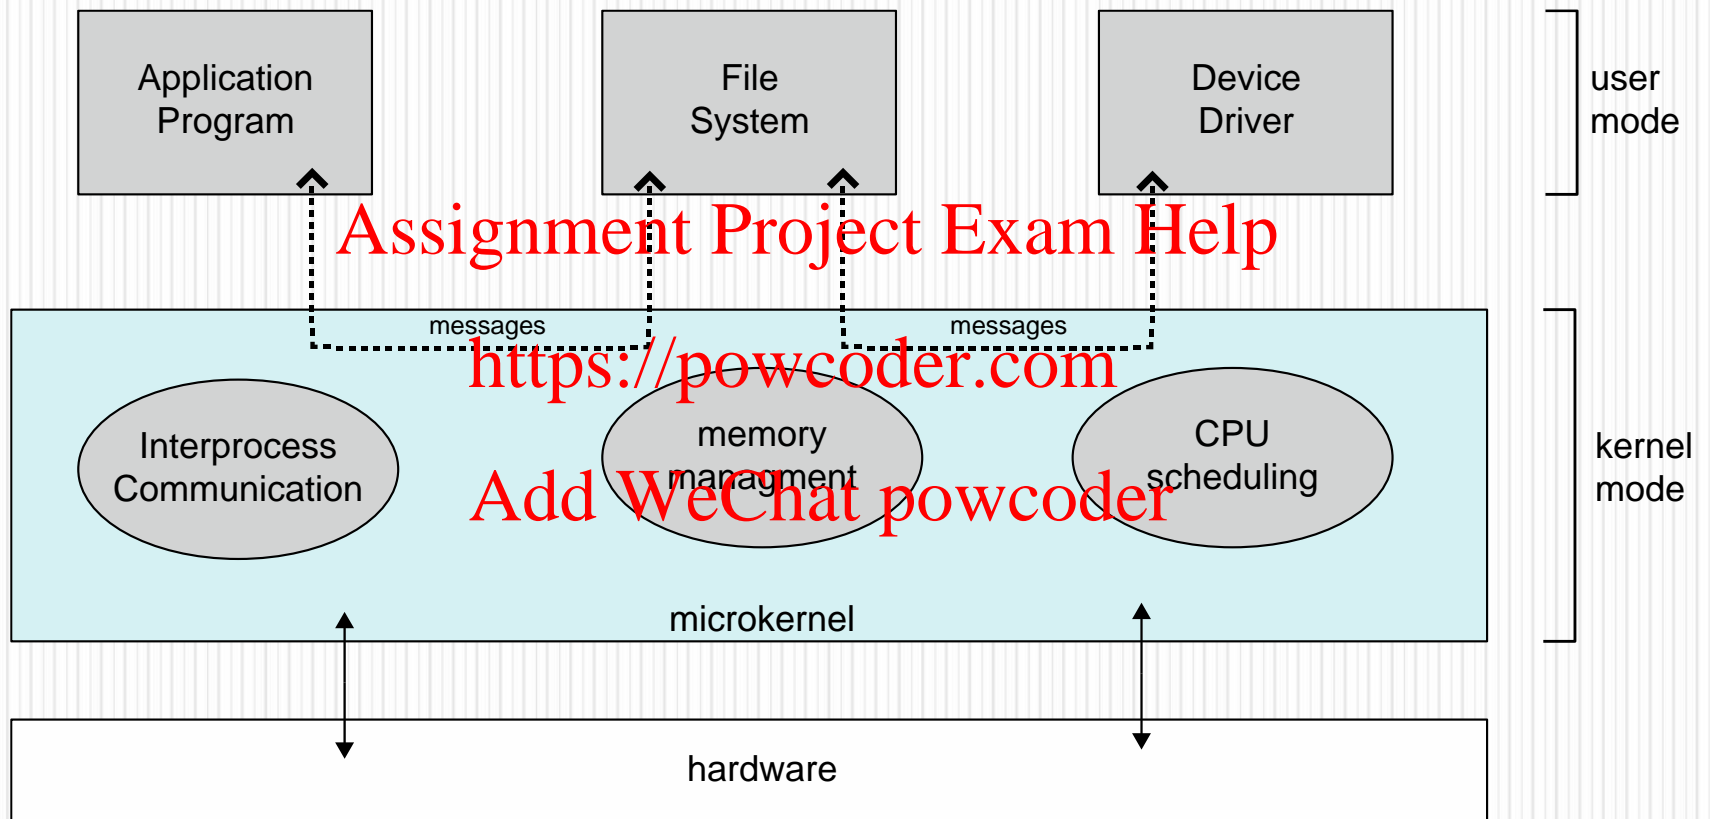 Application
Program
File
System
Device
Driver
user
mode
Assignment Project Exam Help
messages
messages
https://powcoder.com
Interprocess
Communication
memory
managment
CPU
scheduling
kernel
mode
Add WeChat powcoder
microkernel
hardware